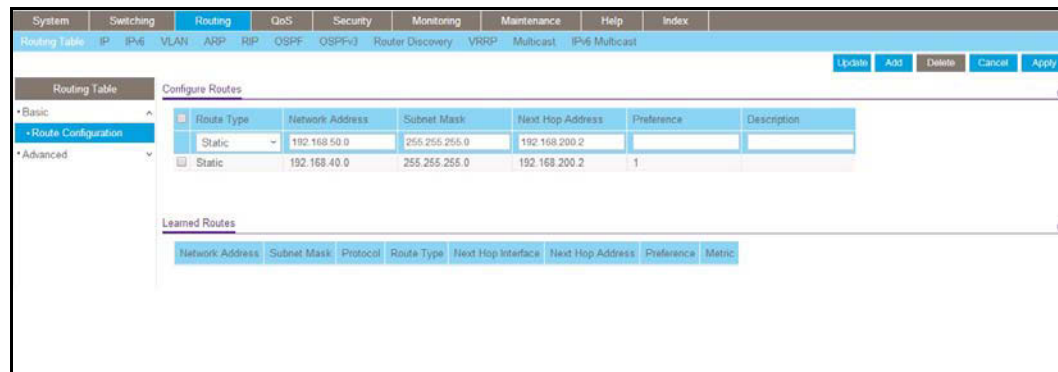 System Switching Routing QoS Security Monitoring Maintenance Help Index
Routing Table IP IPv6 VLAN ARP RIP OSPF OSPFv3 Router Discovery VRRP Multicast IPv6 Multicast
Update Add Delete Cancel Apply
Routing Table
• Basic
• Route Configuration
• Advanced
Configure Routes
Route Type Network Address Subnet Mask Next Hop Address Preference Description
Static 192.168.50.0 255.255.255.0 192.168.200.2
Static 192.168.40.0 255.255.255.0 192.168.200.2 1
Learned Routes
Network Address Subnet Mask Protocol Route Type Next Hop Interface Next Hop Address Preference Metric